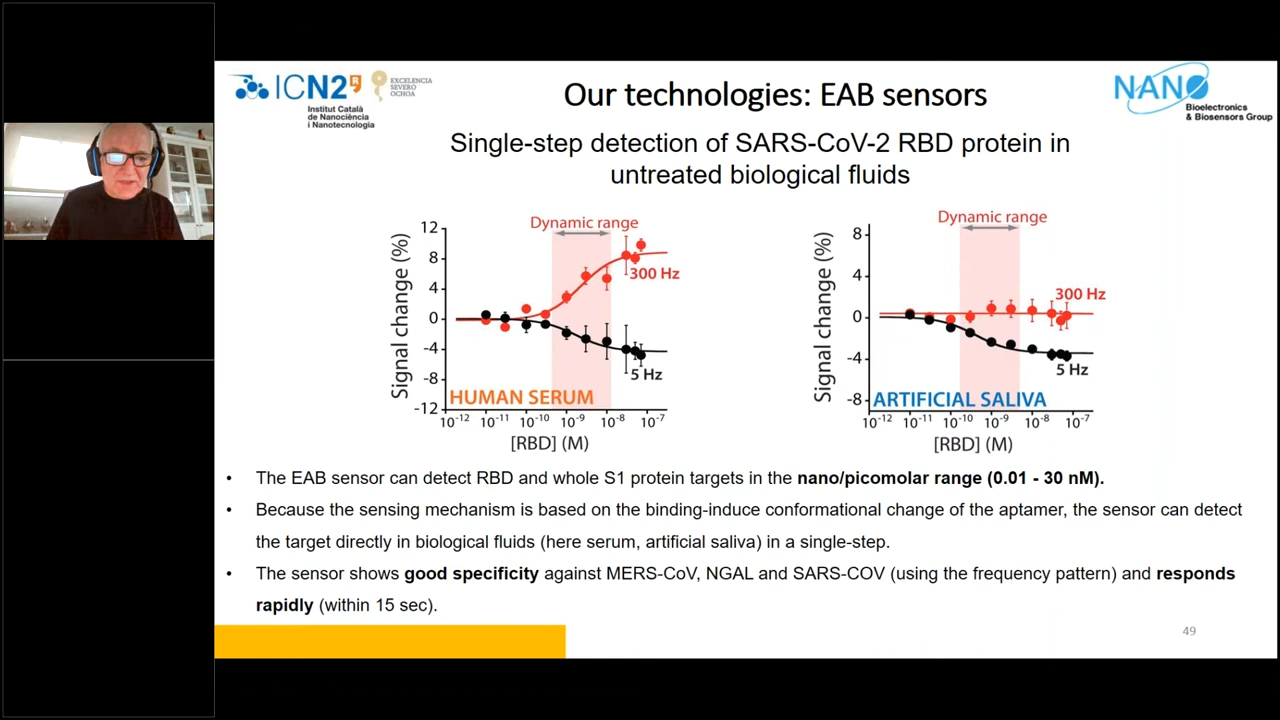 ICN2
Institut Català
de Nanociència
i Nanotecnologia
EXCELENCIA
SEVERO
OCHOA
Our technologies: EAB sensors
NANO
Bioelectronics
& Biosensors Group
Single-step detection of SARS-CoV-2 RBD protein in
untreated biological fluids
Dynamic range
Signal change (%)
12
8
4
0
-4
-8
-12
300 Hz
5 Hz
HUMAN SERUM
10⁻¹² 10⁻¹¹ 10⁻¹⁰ 10⁻⁹ 10⁻⁸ 10⁻⁷
[RBD] (M)
Dynamic range
Signal change (%)
8
4
0
-4
-8
300 Hz
5 Hz
ARTIFICIAL SALIVA
10⁻¹² 10⁻¹¹ 10⁻¹⁰ 10⁻⁹ 10⁻⁸ 10⁻⁷
[RBD] (M)
• The EAB sensor can detect RBD and whole S1 protein targets in the nano/picomolar range (0.01 - 30 nM).
• Because the sensing mechanism is based on the binding-induce conformational change of the aptamer, the sensor can detect
the target directly in biological fluids (here serum, artificial saliva) in a single-step.
• The sensor shows good specificity against MERS-CoV, NGAL and SARS-COV (using the frequency pattern) and responds
rapidly (within 15 sec).
49